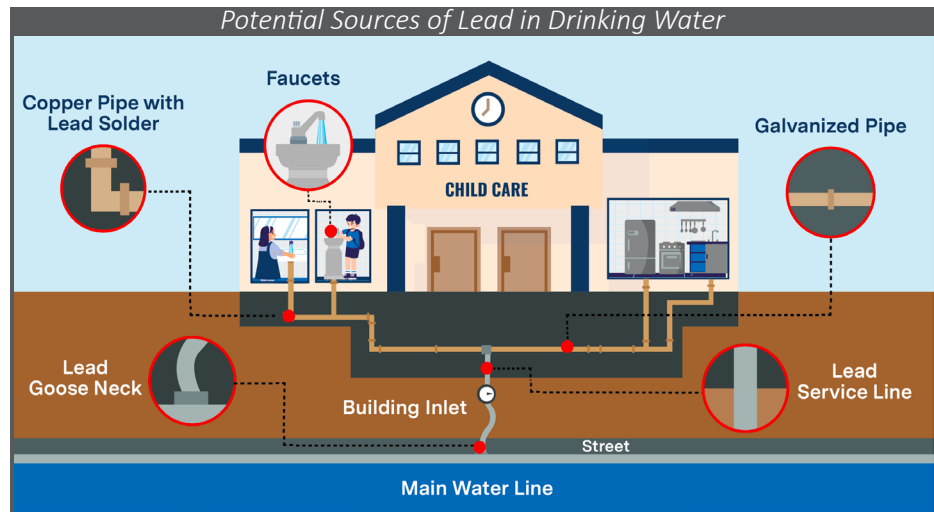 Potential Sources of Lead in Drinking Water
Faucets
Copper Pipe with
Lead Solder
Galvanized Pipe
CHILD CARE
Lead
Goose Neck
Building Inlet
Lead
Service Line
Street
Main Water Line